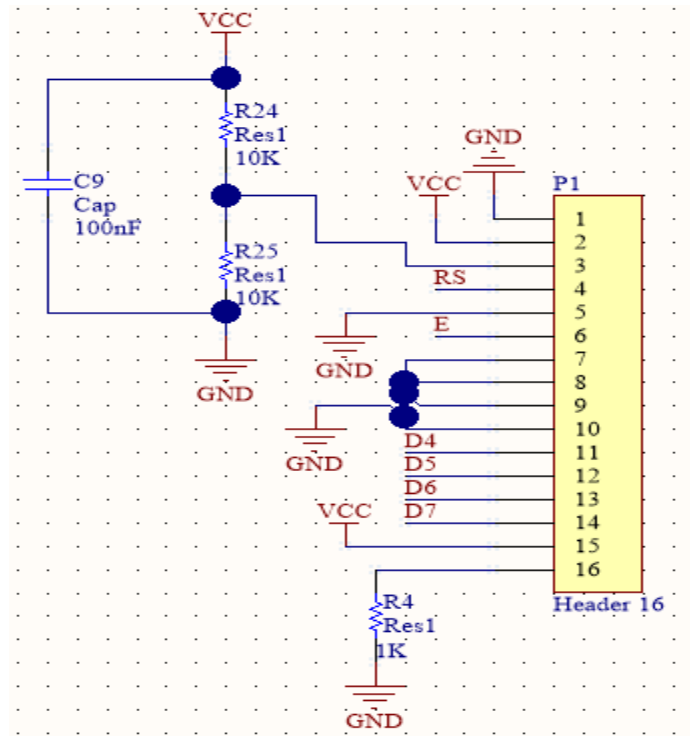 VCC
R24
Res1
10K
C9
Cap
100nF
R25
Res1
10K
GND
GND
VCC
P1
1
2
3
RS
4
5
GND
E
6
7
8
9
GND
10
D4
11
D5
12
D6
13
VCC
D7
14
15
16
Header 16
R4
Res1
1K
GND